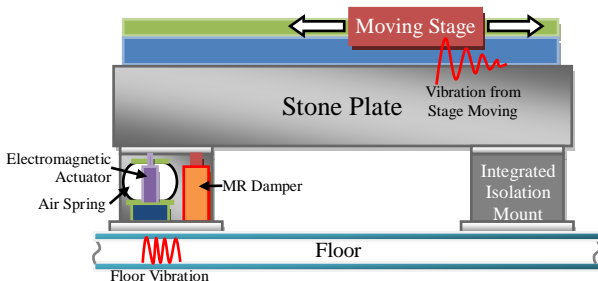 Moving Stage
Vibration from
Stage Moving
Stone Plate
Electromagnetic
Actuator
Air Spring
MR Damper
Integrated
Isolation
Mount
Floor
Floor Vibration